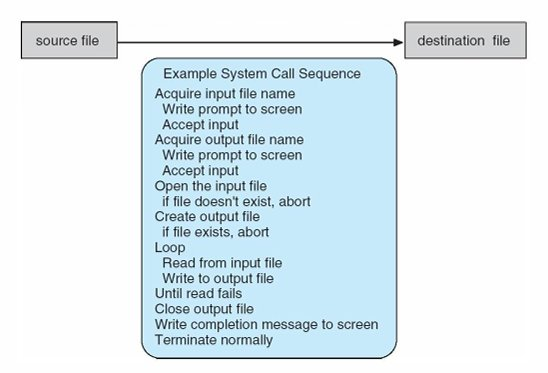 source file
destination file
Example System Call Sequence
Acquire input file name
Write prompt to screen
Accept input
Acquire output file name
Write prompt to screen
Accept input
Open the input file
if file doesn't exist, abort
Create output file
if file exists, abort
Loop
Read from input file
Write to output file
Until read fails
Close output file
Write completion message to screen
Terminate normally